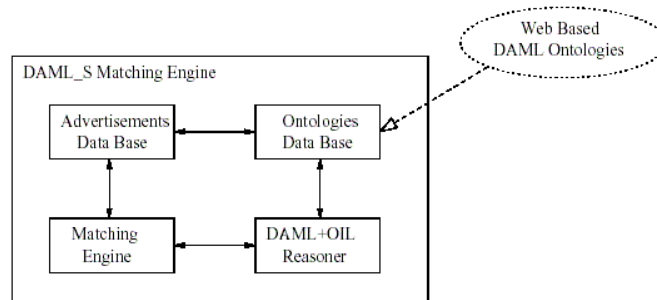 Web Based
DAML Ontologies
DAML_S Matching Engine
Advertisements
Data Base
Ontologies
Data Base
Matching
Engine
DAML+OIL
Reasoner